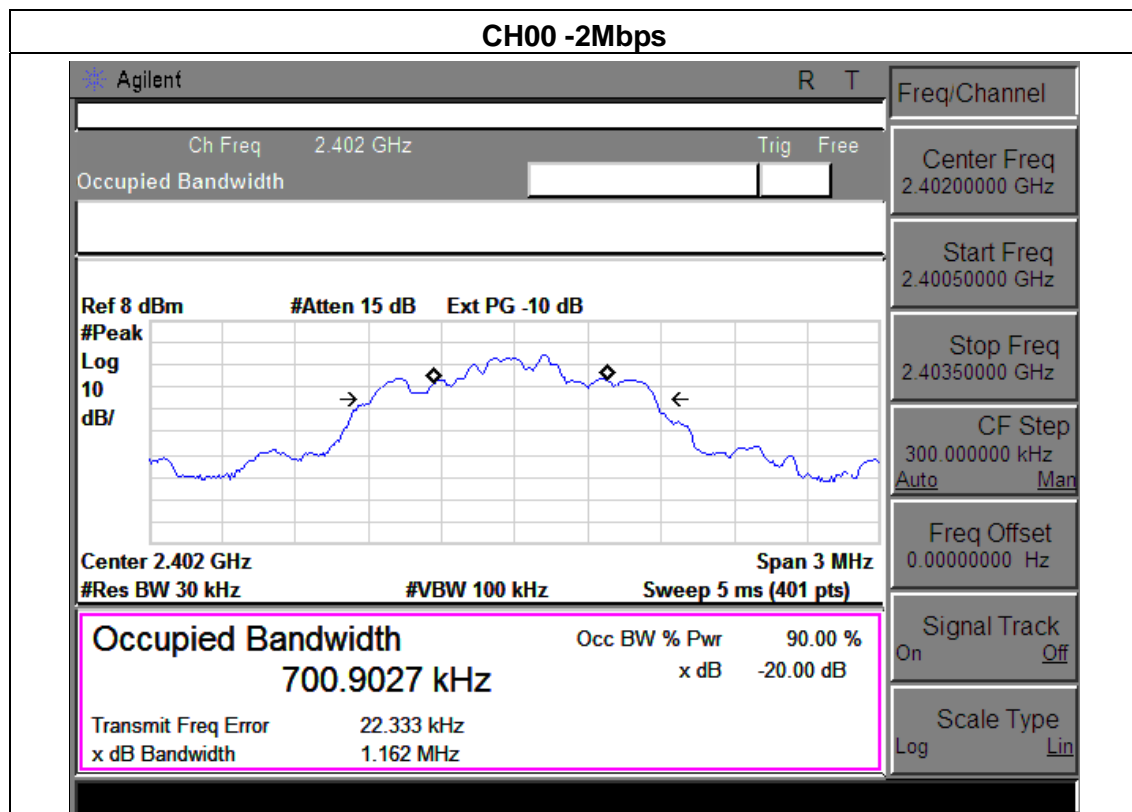 CH00 -2Mbps
Agilent R T
Ch Freq 2.402 GHz Trig Free
Occupied Bandwidth
Ref 8 dBm #Atten 15 dB Ext PG -10 dB
#Peak
Log
10
dB/
Center 2.402 GHz Span 3 MHz
#Res BW 30 kHz #VBW 100 kHz Sweep 5 ms (401 pts)
Occupied Bandwidth Occ BW % Pwr 90.00 %
700.9027 kHz x dB -20.00 dB
Transmit Freq Error 22.333 kHz
x dB Bandwidth 1.162 MHz
Freq/Channel
Center Freq
2.40200000 GHz
Start Freq
2.40050000 GHz
Stop Freq
2.40350000 GHz
CF Step
300.000000 kHz
Auto Man
Freq Offset
0.00000000 Hz
Signal Track
On Off
Scale Type
Log Lin